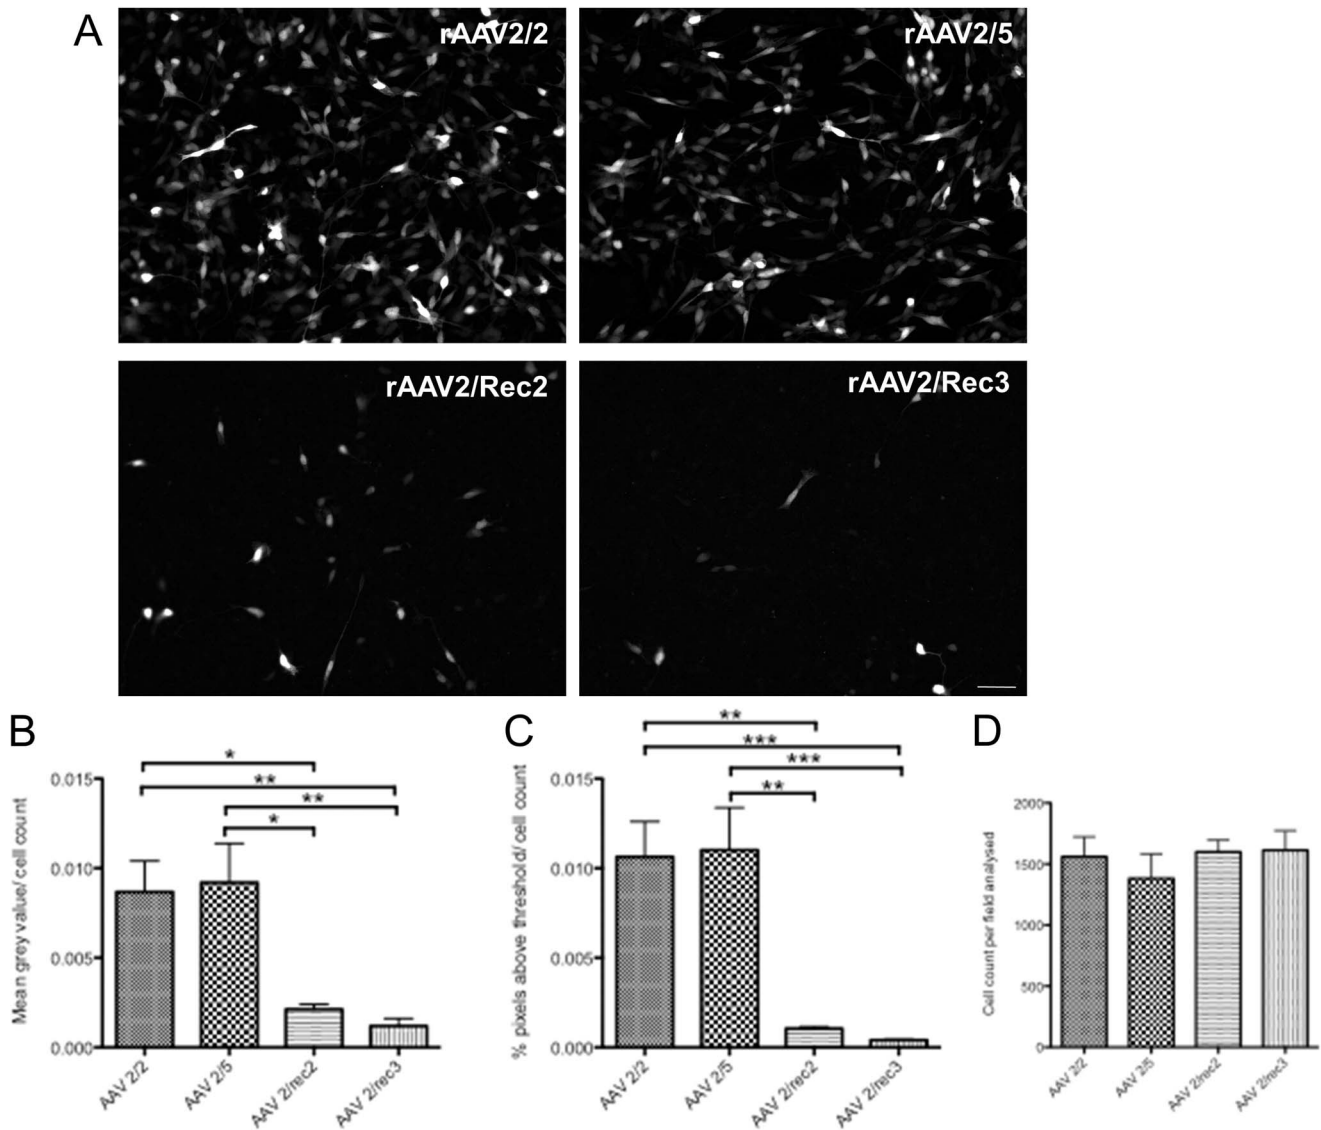 A
rAAV2/2
rAAV2/5
rAAV2/Rec2
rAAV2/Rec3
B
C
D
*
**
**
*
0.015
0.010
0.005
0.000
Mean grey value/ cell count
AAV 2/2
AAV 2/5
AAV 2/rec2
AAV 2/rec3
**
***
***
**
0.015
0.010
0.005
0.000
% pixels above threshold/ cell count
AAV 2/2
AAV 2/5
AAV 2/rec2
AAV 2/rec3
2000
1500
1000
500
0
Cell count per field analysed
AAV 2/2
AAV 2/5
AAV 2/rec2
AAV 2/rec3